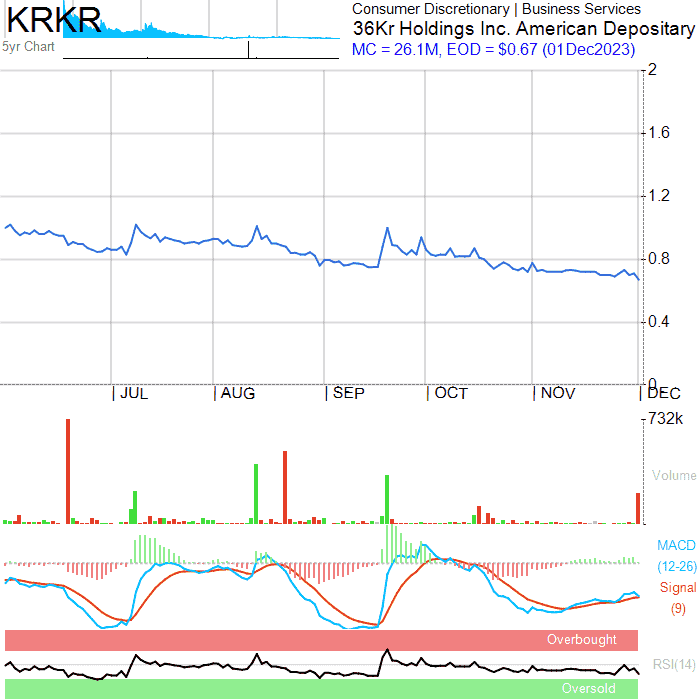 KRKR
5yr Chart
Consumer Discretionary | Business Services
36Kr Holdings Inc. American Depositary
MC = 26.1M, EOD = $0.67 (01Dec2023)
2
1.6
1.2
0.8
0.4
0
JUL AUG SEP OCT NOV DEC
732k
Volume
MACD
(12-26)
Signal
(9)
Overbought
RSI(14)
Oversold